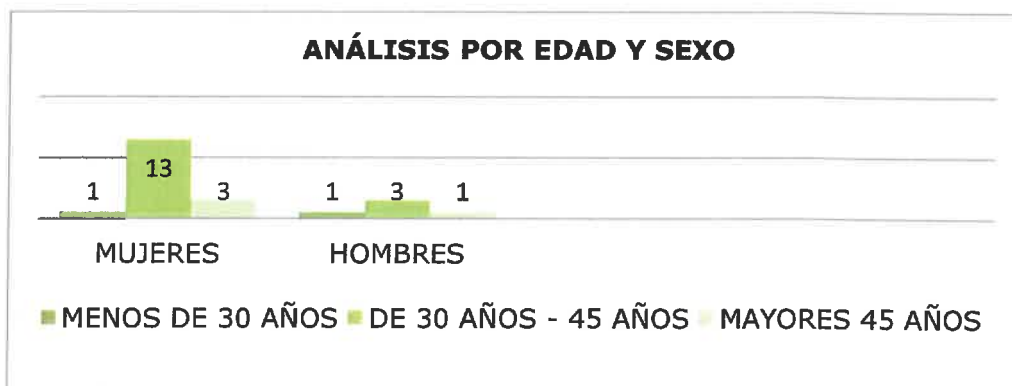 ANÁLISIS POR EDAD Y SEXO
1 13 3 1 3 1
MUJERES HOMBRES
MENOS DE 30 AÑOS DE 30 AÑOS - 45 AÑOS MAYORES 45 AÑOS